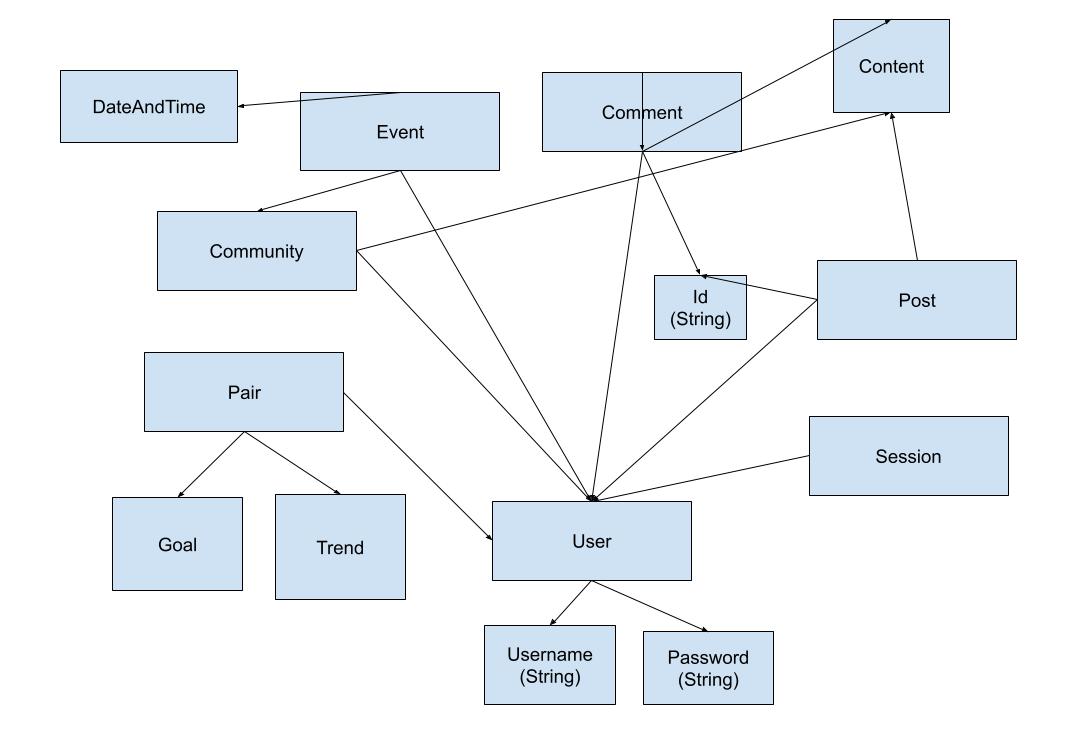 Content
DateAndTime
Event
Comment
Community
Id
(String)
Post
Pair
Session
Goal
Trend
User
Username
(String)
Password
(String)